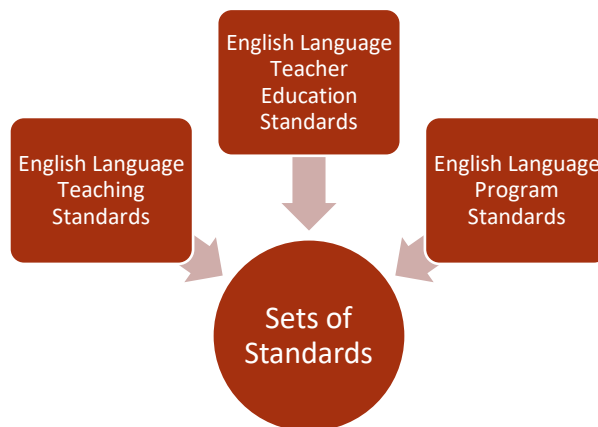 English Language
Teacher
Education
Standards
English Language
Teaching
Standards
English Language
Program
Standards
Sets of
Standards